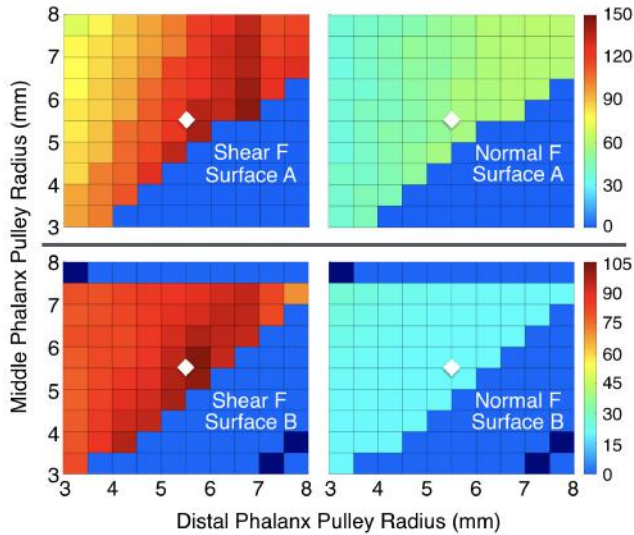 8
7
6
5
4
3
Shear F
Surface A
Normal F
Surface A
150
120
90
60
30
0
Middle Phalanx Pulley Radius (mm)
8
7
6
5
4
3
Shear F
Surface B
Normal F
Surface B
105
90
75
60
45
30
15
0
3 4 5 6 7 8 3 4 5 6 7 8
Distal Phalanx Pulley Radius (mm)